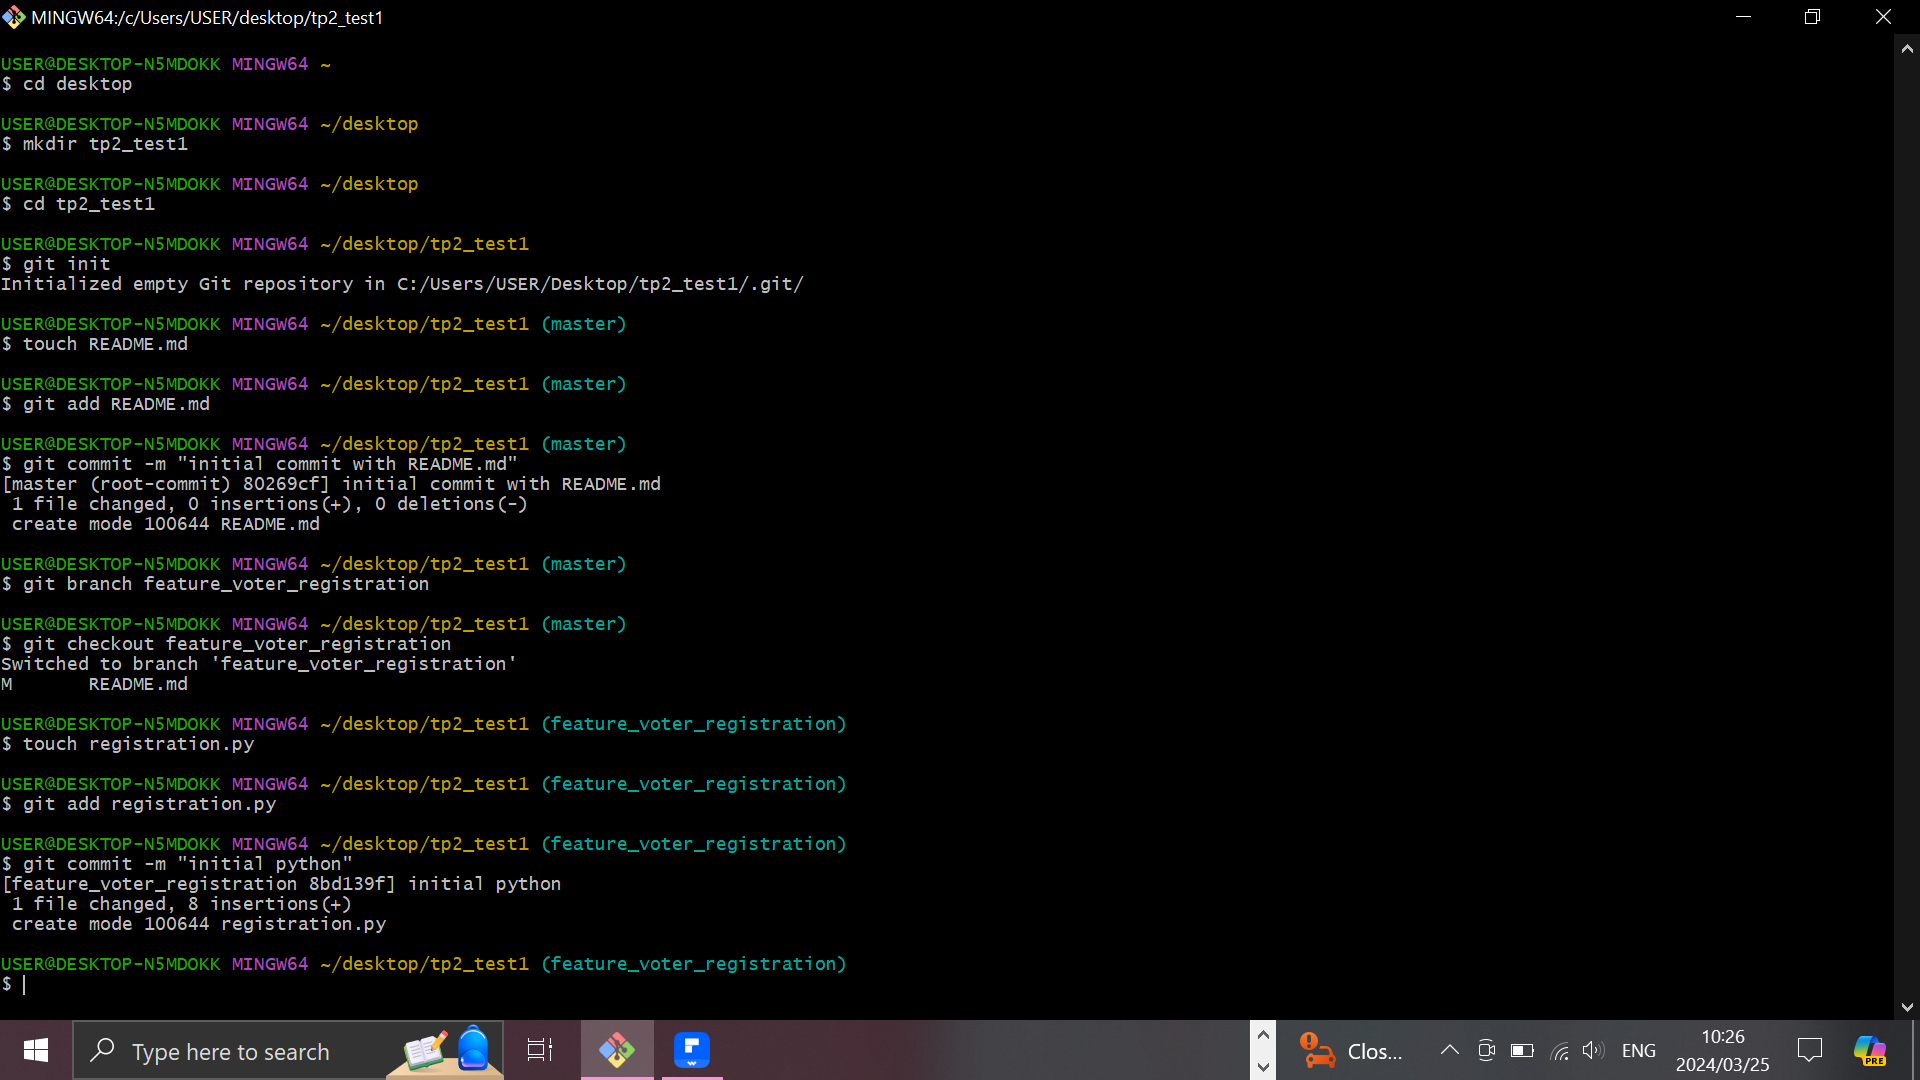 MINGW64:/c/Users/USER/desktop/tp2_test1
USER@DESKTOP-N5MDOKK MINGW64 ~
$ cd desktop
USER@DESKTOP-N5MDOKK MINGW64 ~/desktop
$ mkdir tp2_test1
USER@DESKTOP-N5MDOKK MINGW64 ~/desktop
$ cd tp2_test1
USER@DESKTOP-N5MDOKK MINGW64 ~/desktop/tp2_test1
$ git init
Initialized empty Git repository in C:/Users/USER/Desktop/tp2_test1/.git/
USER@DESKTOP-N5MDOKK MINGW64 ~/desktop/tp2_test1 (master)
$ touch README.md
USER@DESKTOP-N5MDOKK MINGW64 ~/desktop/tp2_test1 (master)
$ git add README.md
USER@DESKTOP-N5MDOKK MINGW64 ~/desktop/tp2_test1 (master)
$ git commit -m "initial commit with README.md"
[master (root-commit) 80269cf] initial commit with README.md
1 file changed, 0 insertions(+), 0 deletions(-)
create mode 100644 README.md
USER@DESKTOP-N5MDOKK MINGW64 ~/desktop/tp2_test1 (master)
$ git branch feature_voter_registration
USER@DESKTOP-N5MDOKK MINGW64 ~/desktop/tp2_test1 (master)
$ git checkout feature_voter_registration
Switched to branch 'feature_voter_registration'
M       README.md
USER@DESKTOP-N5MDOKK MINGW64 ~/desktop/tp2_test1 (feature_voter_registration)
$ touch registration.py
USER@DESKTOP-N5MDOKK MINGW64 ~/desktop/tp2_test1 (feature_voter_registration)
$ git add registration.py
USER@DESKTOP-N5MDOKK MINGW64 ~/desktop/tp2_test1 (feature_voter_registration)
$ git commit -m "initial python"
[feature_voter_registration 8bd139f] initial python
1 file changed, 8 insertions(+)
create mode 100644 registration.py
USER@DESKTOP-N5MDOKK MINGW64 ~/desktop/tp2_test1 (feature_voter_registration)
$
Type here to search
Clos...
ENG
10:26
2024/03/25
PRE